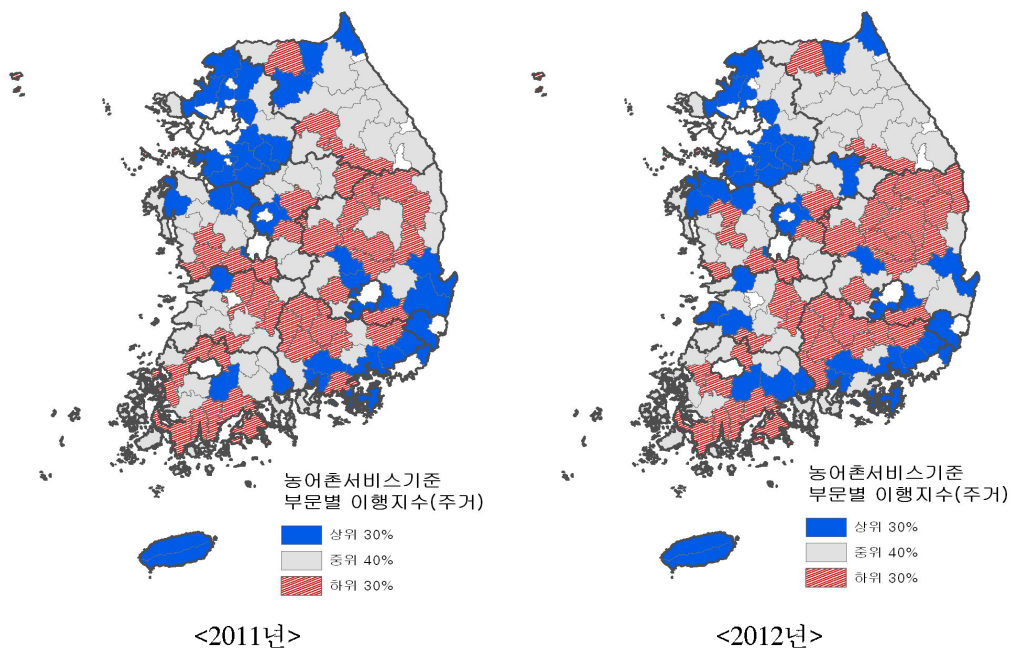 농어촌서비스기준
부문별 이행지수(주거)
상위 30%
중위 40%
하위 30%
<2011년>
농어촌서비스기준
부문별 이행지수(주거)
상위 30%
중위 40%
하위 30%
<2012년>